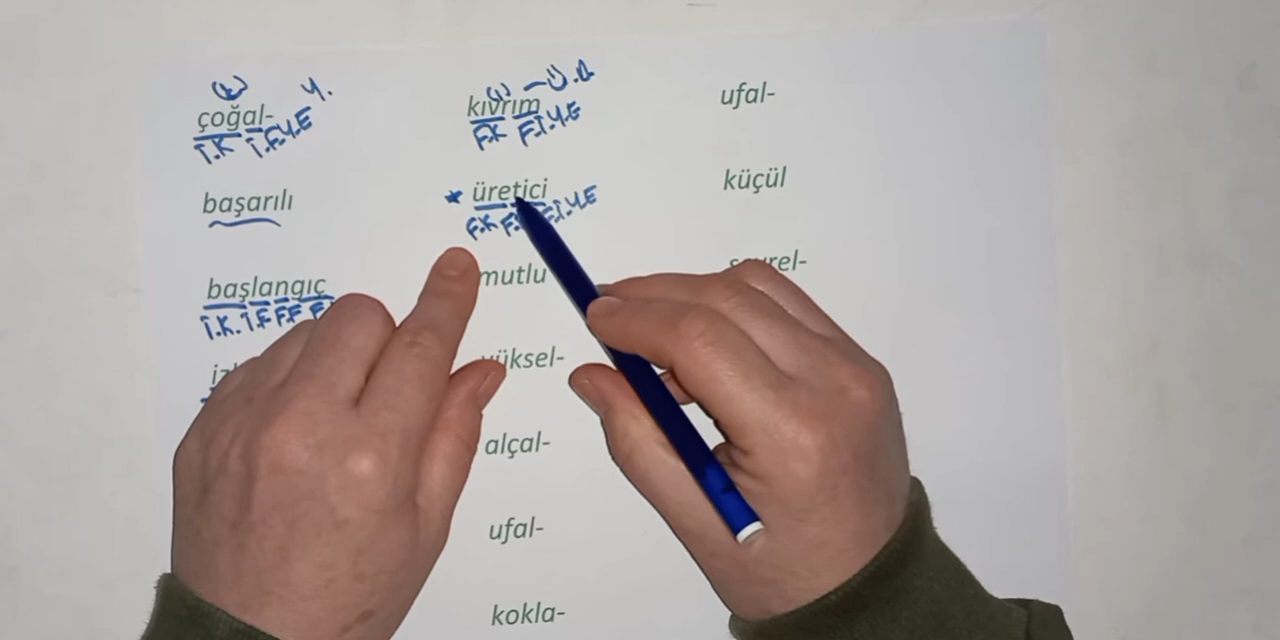 çoğal-
Y.
İ.K İ.F.Y.E
başarılı
başlangıç
İ.K. İ.F F.F
kıvrım
F.K F.İ.Y.E
üretici
F.K F.İ.Y.E
mutlu
yüksel-
alçal-
ufal-
kokla-
ufal-
küçül